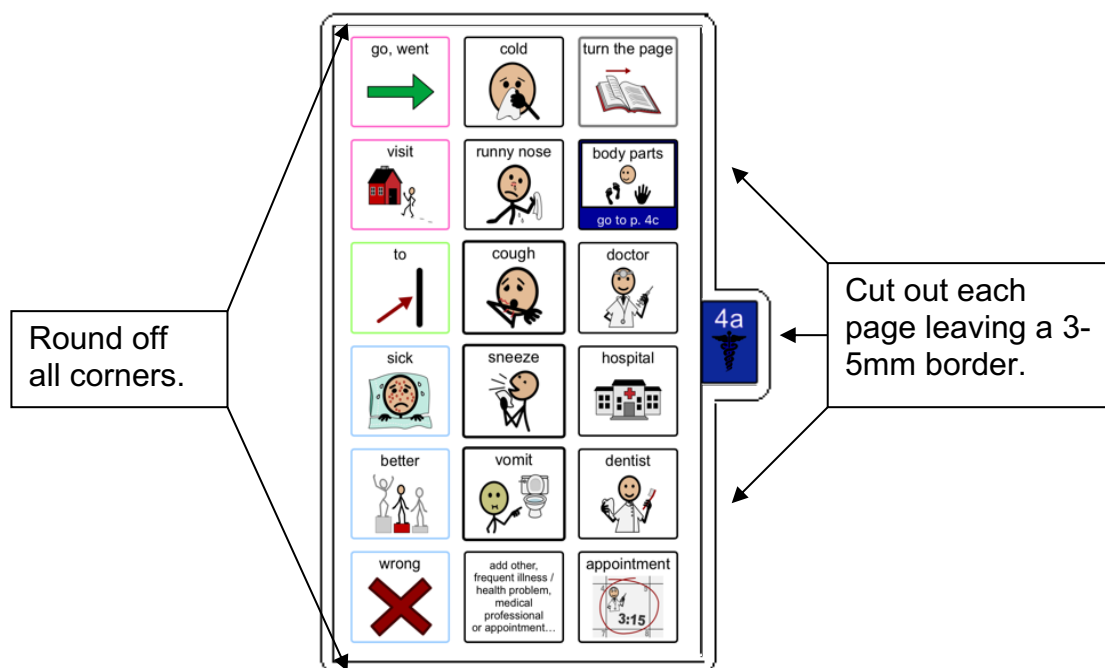 go, went
cold
turn the page
visit
runny nose
body parts
go to p. 4c
to
cough
doctor
4a
Round off
all corners.
Cut out each
page leaving a 3-
5mm border.
sick
sneeze
hospital
better
vomit
dentist
wrong
add other,
frequent illness /
health problem,
medical
professional
or appointment...
appointment
3:15